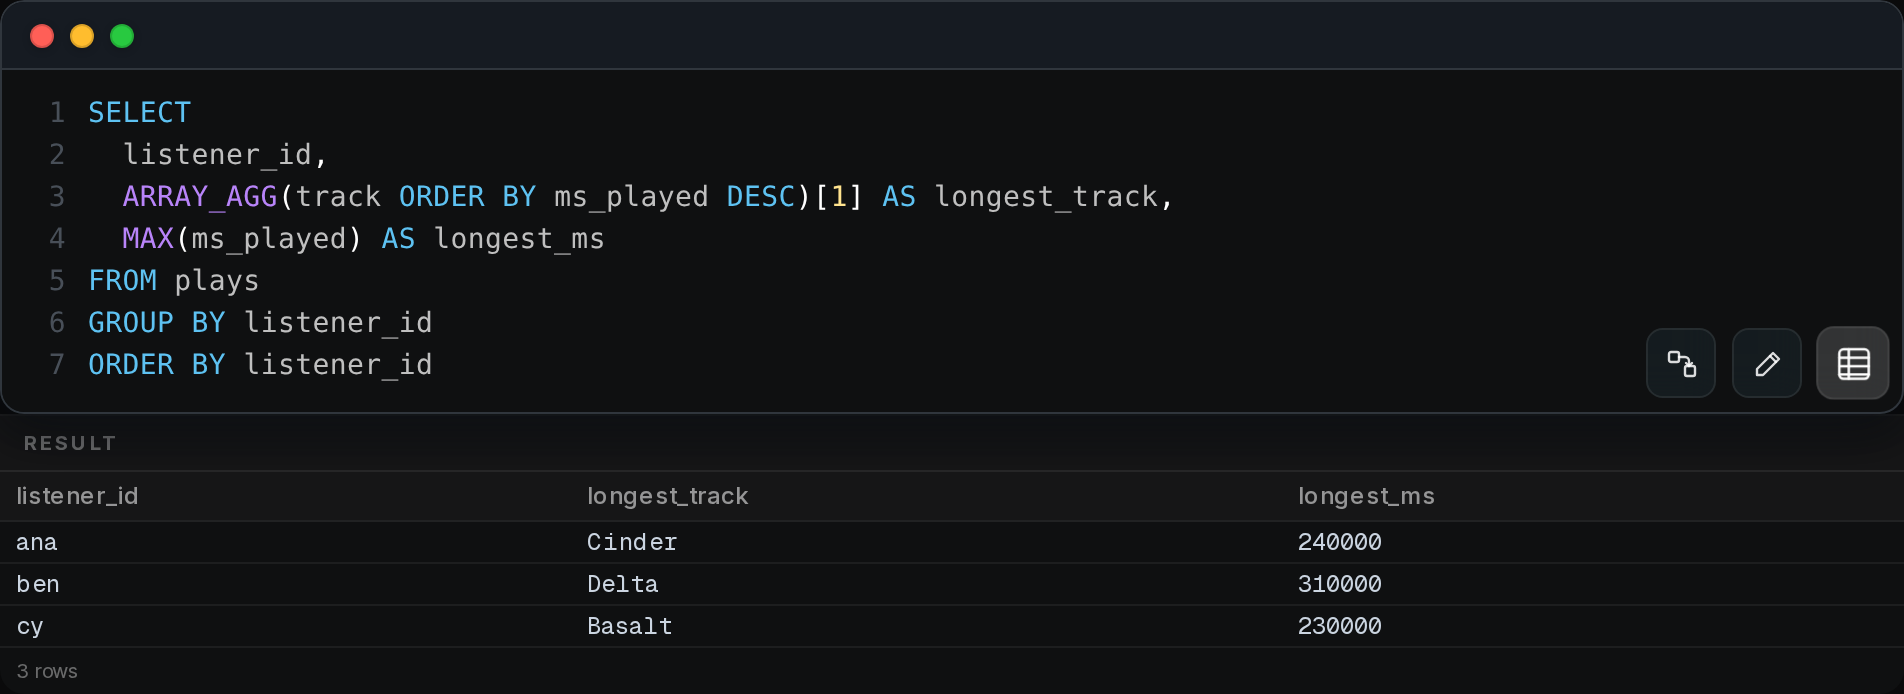 1 SELECT
2   listener_id,
3   ARRAY_AGG(track ORDER BY ms_played DESC)[1] AS longest_track,
4   MAX(ms_played) AS longest_ms
5 FROM plays
6 GROUP BY listener_id
7 ORDER BY listener_id
RESULT
listener_id longest_track longest_ms
ana Cinder 240000
ben Delta 310000
cy Basalt 230000
3 rows